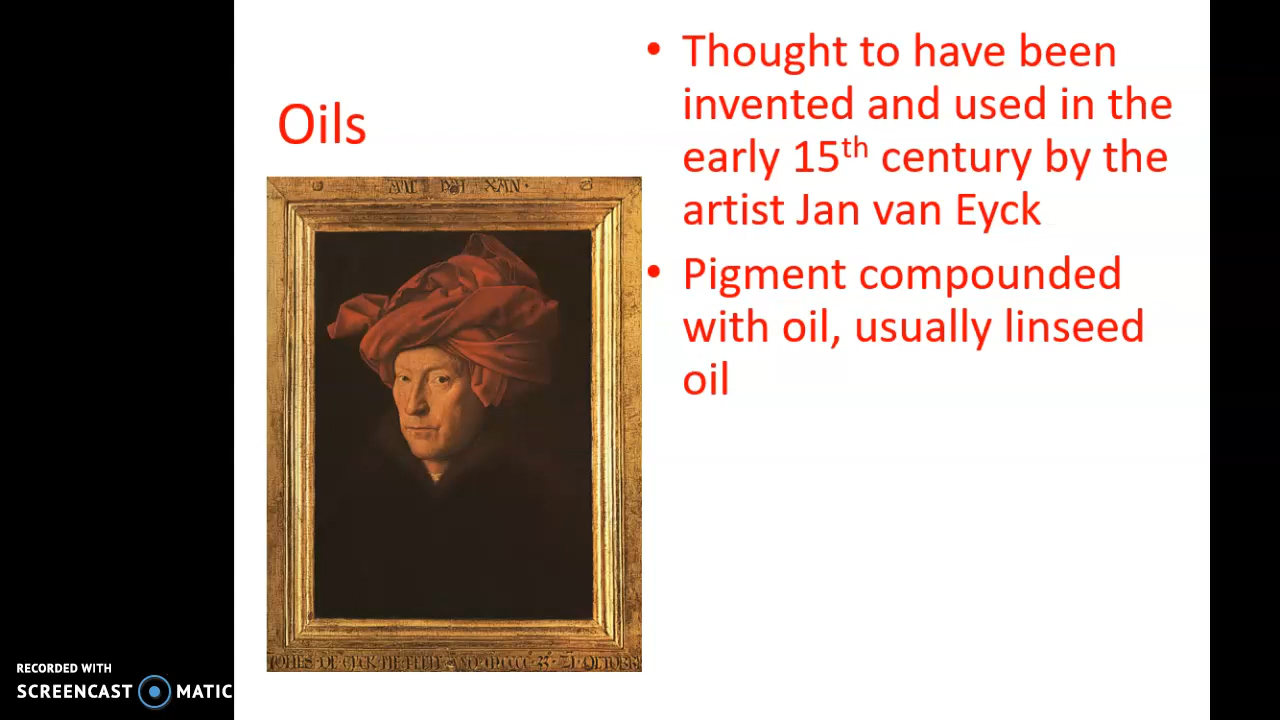 Oils
• Thought to have been
invented and used in the
early 15th century by the
artist Jan van Eyck
• Pigment compounded
with oil, usually linseed
oil
RECORDED WITH
SCREENCAST MATIC